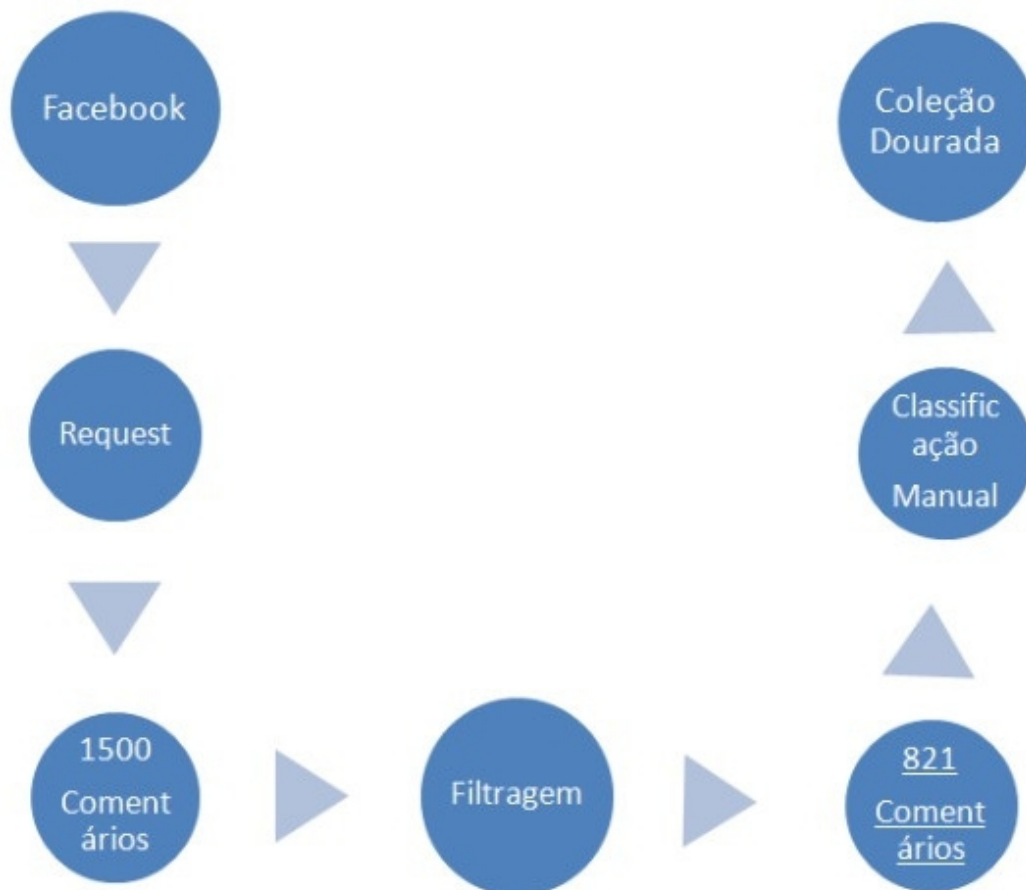 Facebook
Request
1500
Coment
ários
Filtragem
821
Coment
ários
Classific
ação
Manual
Coleção
Dourada